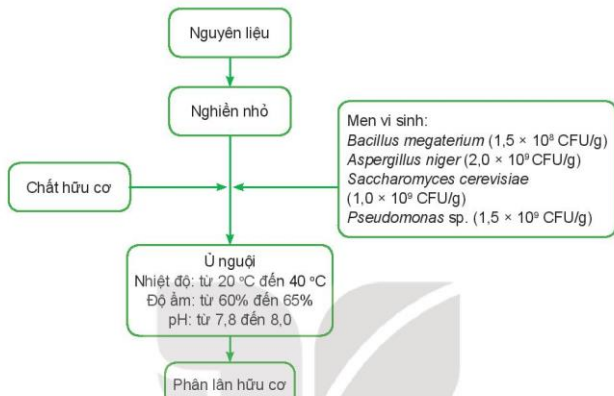 Nguyên liệu
Nghiền nhỏ
Men vi sinh:
Bacillus megaterium (1,5 × 10⁸ CFU/g)
Aspergillus niger (2,0 × 10⁹ CFU/g)
Saccharomyces cerevisiae
(1,0 × 10⁹ CFU/g)
Pseudomonas sp. (1,5 × 10⁹ CFU/g)
Chất hữu cơ
Ủ nguội
Nhiệt độ: từ 20 °C đến 40 °C
Độ ẩm: từ 60% đến 65%
pH: từ 7,8 đến 8,0
Phân lân hữu cơ